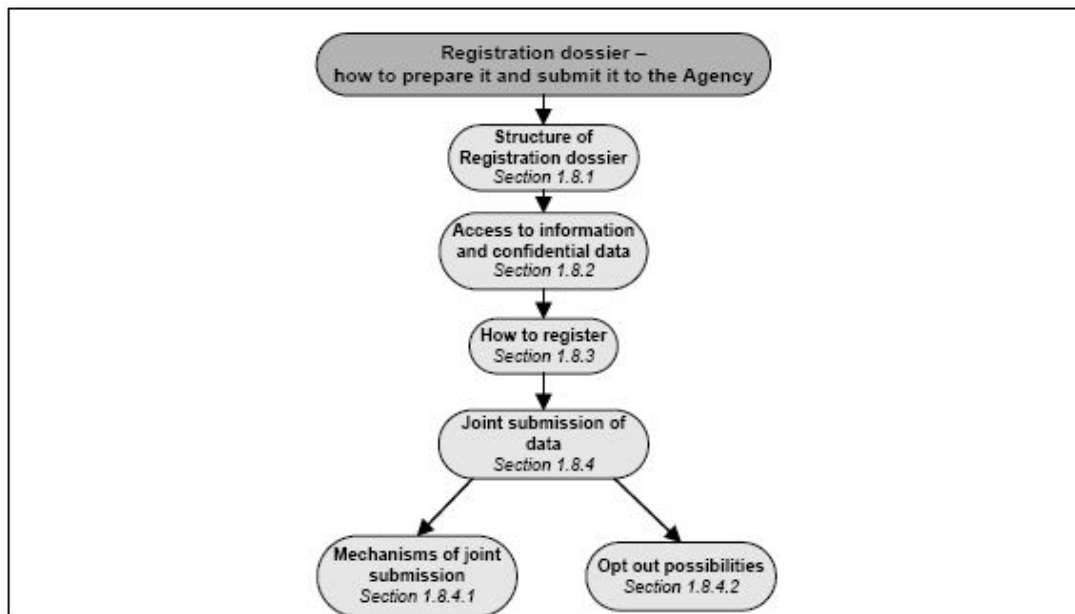 Registration dossier –
how to prepare it and submit it to the Agency
Structure of
Registration dossier
Section 1.8.1
Access to information
and confidential data
Section 1.8.2
How to register
Section 1.8.3
Joint submission of
data
Section 1.8.4
Mechanisms of joint
submission
Section 1.8.4.1
Opt out possibilities
Section 1.8.4.2